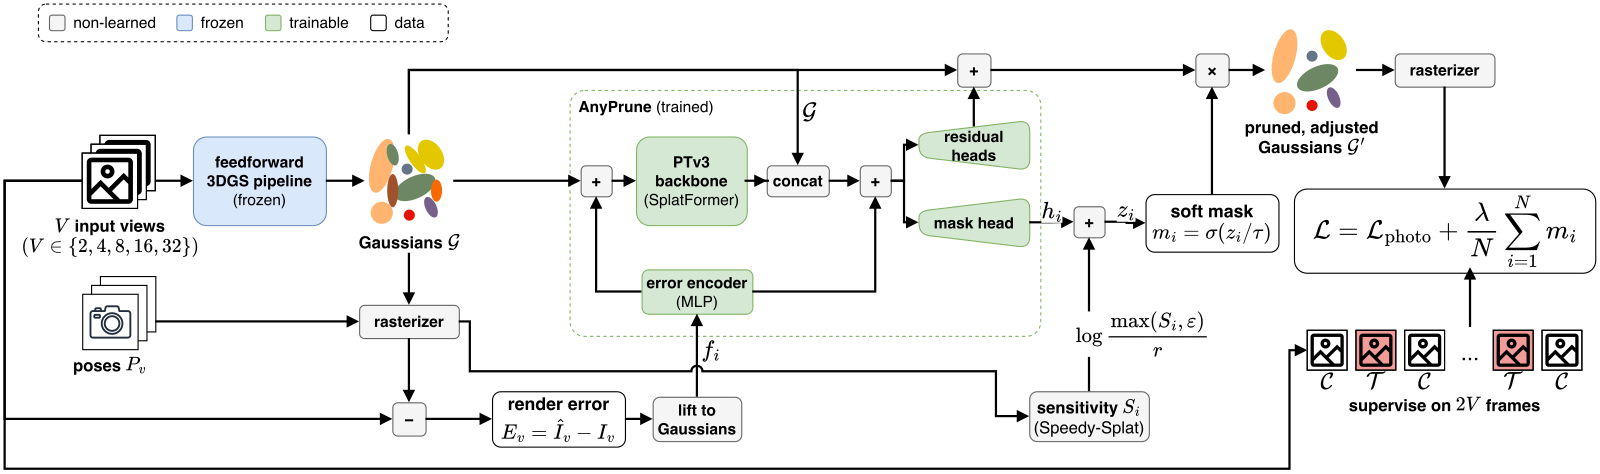 non-learned
frozen
trainable
data
V input views
(V ∈ {2, 4, 8, 16, 32})
poses P_v
feedforward
3DGS pipeline
(frozen)
Gaussians 𝒢
rasterizer
−
render error
E_v = Î_v − I_v
lift to
Gaussians
f_i
AnyPrune (trained)
+
PTv3
backbone
(SplatFormer)
𝒢
concat
+
error encoder
(MLP)
residual
heads
mask head
h_i
+
z_i
+
log max(S_i, ε) / r
sensitivity S_i
(Speedy-Splat)
soft mask
m_i = σ(z_i/τ)
×
pruned, adjusted
Gaussians 𝒢′
rasterizer
ℒ = ℒ_photo + λ/N ∑_{i=1}^{N} m_i
...
𝒞 𝒯 𝒞 𝒯 𝒞
supervise on 2V frames